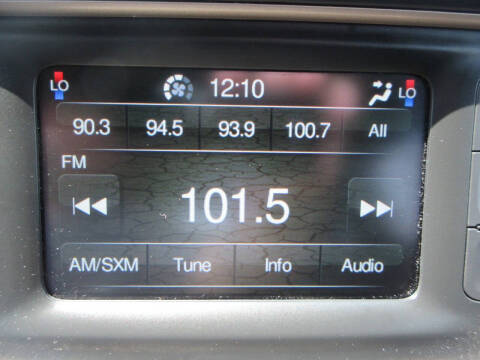 LO 12:10 LO
90.3 94.5 93.9 100.7 All
FM
101.5
AM/SXM Tune Info Audio